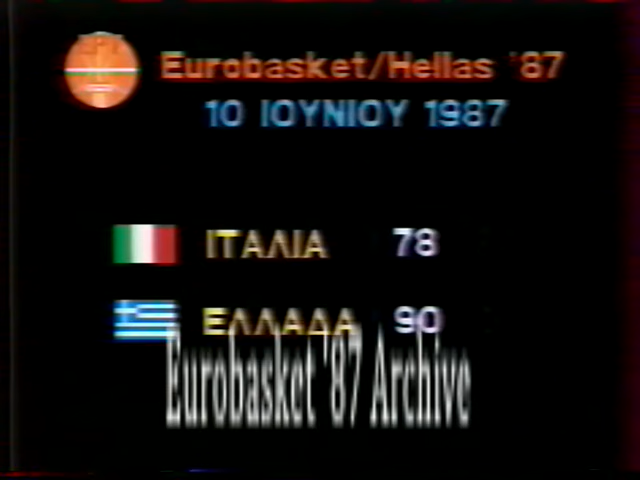 Eurobasket/Hellas '87
10 ΙΟΥΝΙΟΥ 1987
ΙΤΑΛΙΑ 78
ΕΛΛΑΔΑ 90
Eurobasket '87 Archive